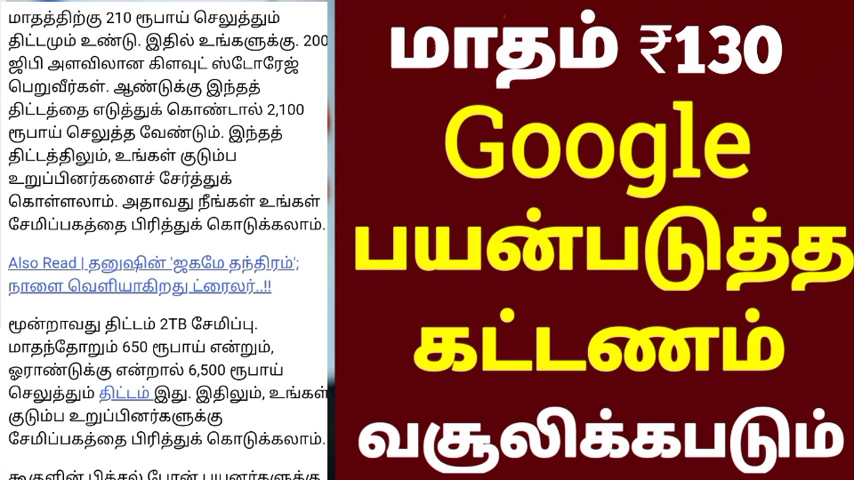 மாதத்திற்கு 210 ரூபாய் செலுத்தும்
திட்டமும் உண்டு. இதில் உங்களுக்கு. 200
ஜிபி அளவிலான கிளவுட் ஸ்டோரேஜ்
பெறுவீர்கள். ஆண்டுக்கு இந்தத்
திட்டத்தை எடுத்துக் கொண்டால் 2,100
ரூபாய் செலுத்த வேண்டும். இந்தத்
திட்டத்திலும், உங்கள் குடும்ப
உறுப்பினர்களைச் சேர்த்துக்
கொள்ளலாம். அதாவது நீங்கள் உங்கள்
சேமிப்பகத்தை பிரித்துக் கொடுக்கலாம்.
Also Read | தனுஷின் 'ஜகமே தந்திரம்';
நாளை வெளியாகிறது ட்ரைலர்..!!
மூன்றாவது திட்டம் 2TB சேமிப்பு.
மாதந்தோறும் 650 ரூபாய் என்றும்,
ஓராண்டுக்கு என்றால் 6,500 ரூபாய்
செலுத்தும் திட்டம் இது. இதிலும், உங்கள்
குடும்ப உறுப்பினர்களுக்கு
சேமிப்பகத்தை பிரித்துக் கொடுக்கலாம்.
கூகுளின் பிக்சல் போன் பயனர்களுக்கு
மாதம் ₹130
Google
பயன்படுத்த
கட்டணம்
வசூலிக்கபடும்